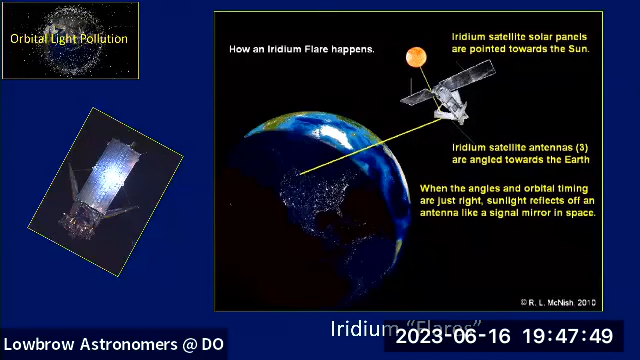 Orbital Light Pollution
How an Iridium Flare happens.
Iridium satellite solar panels
are pointed towards the Sun.
Iridium satellite antennas (3)
are angled towards the Earth
When the angles and orbital timing
are just right, sunlight reflects off an
antenna like a signal mirror in space.
© R. L. McNish, 2010
Iridium "Flares"
Lowbrow Astronomers @ DO
2023-06-16 19:47:49